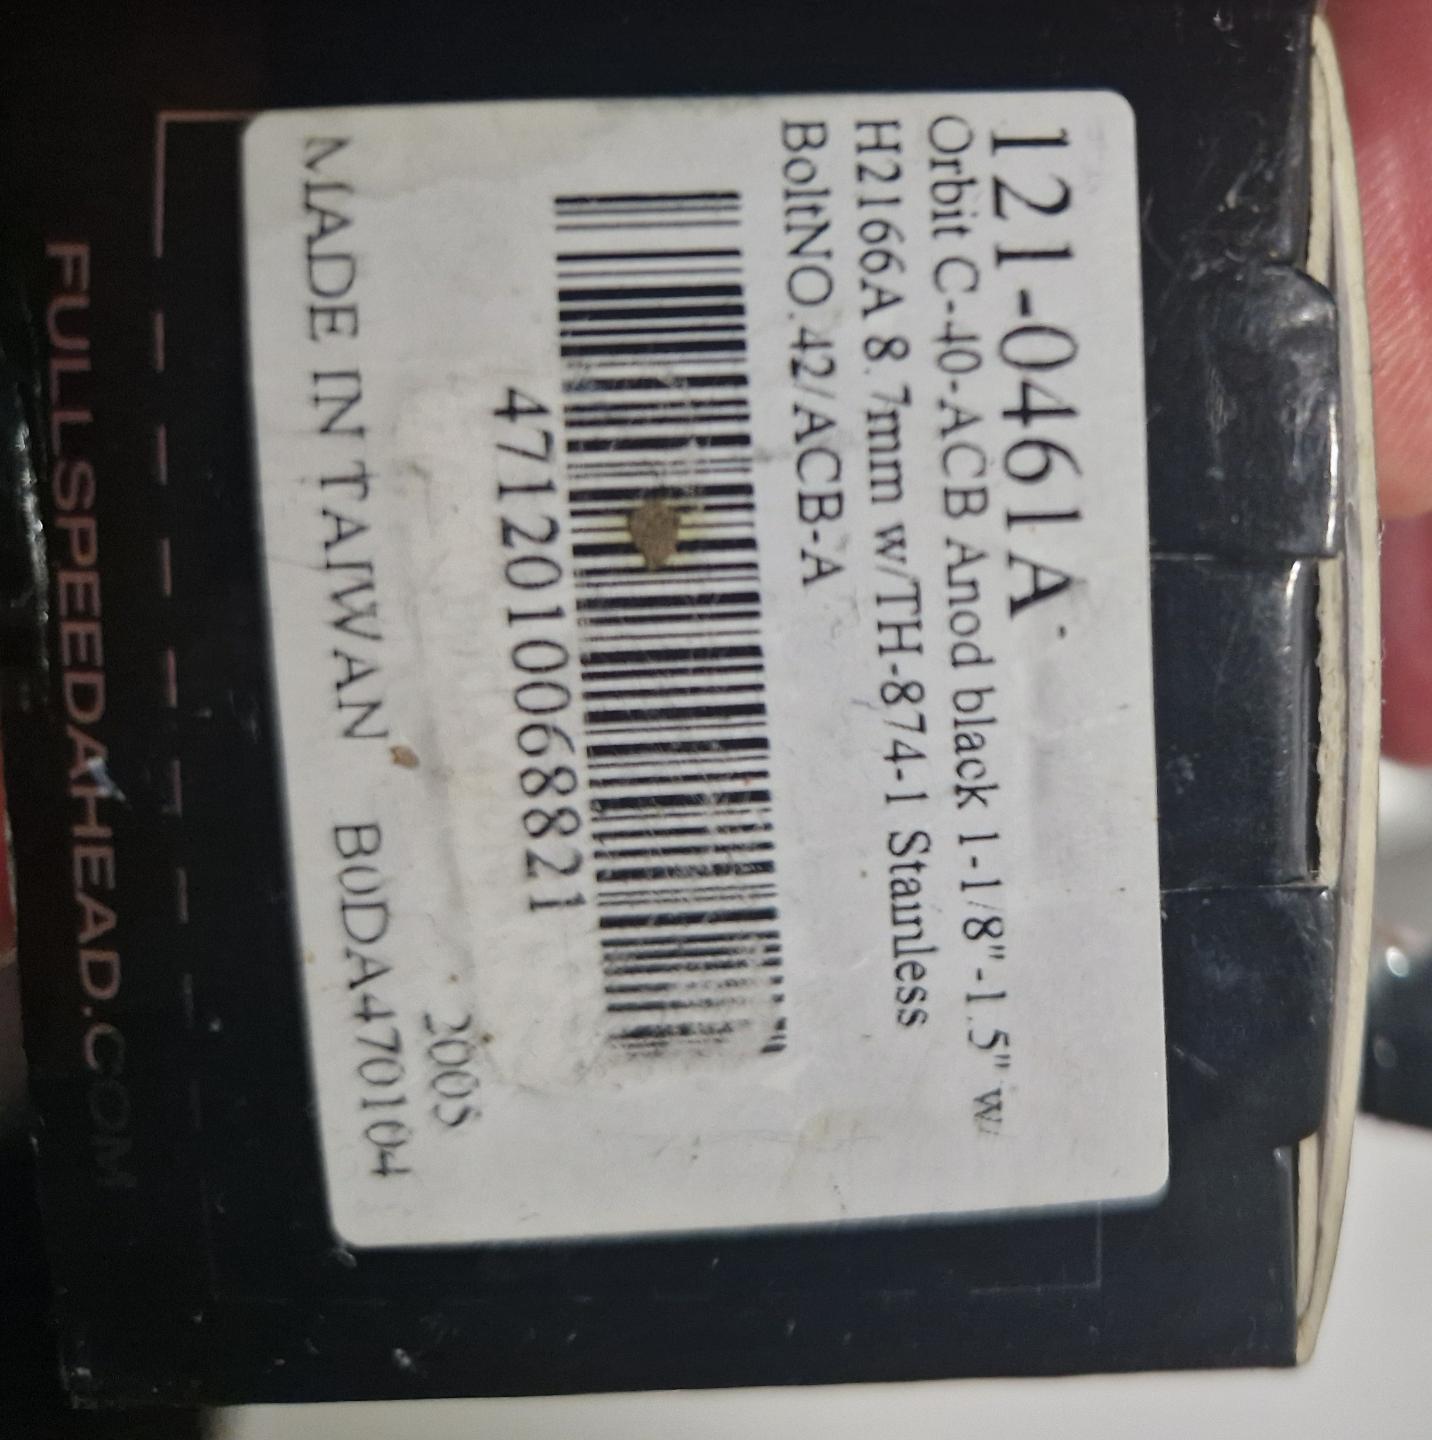 121-0461A
Orbit C-40-ACB Anod black 1-1/8"-1.5" w/
H2166A 8.7mm w/TH-874-1 Stainless
BoltNO.42/ACB-A
4712010068821
2005
MADE IN TAIWAN B0DA470104
FULLSPEEDAHEAD.COM